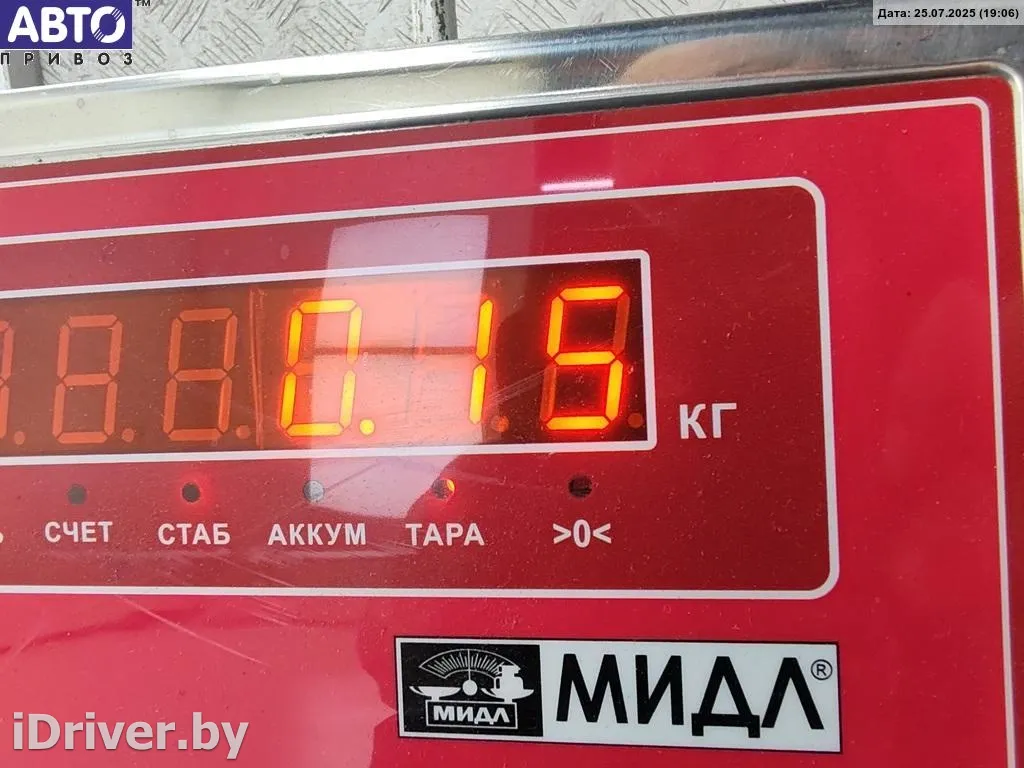 АВТО™
ПРИВОЗ
Дата: 25.07.2025 (19:06)
0.15
КГ
СЧЕТ СТАБ АККУМ ТАРА >0<
МИДЛ
МИДЛ®
iDriver.by